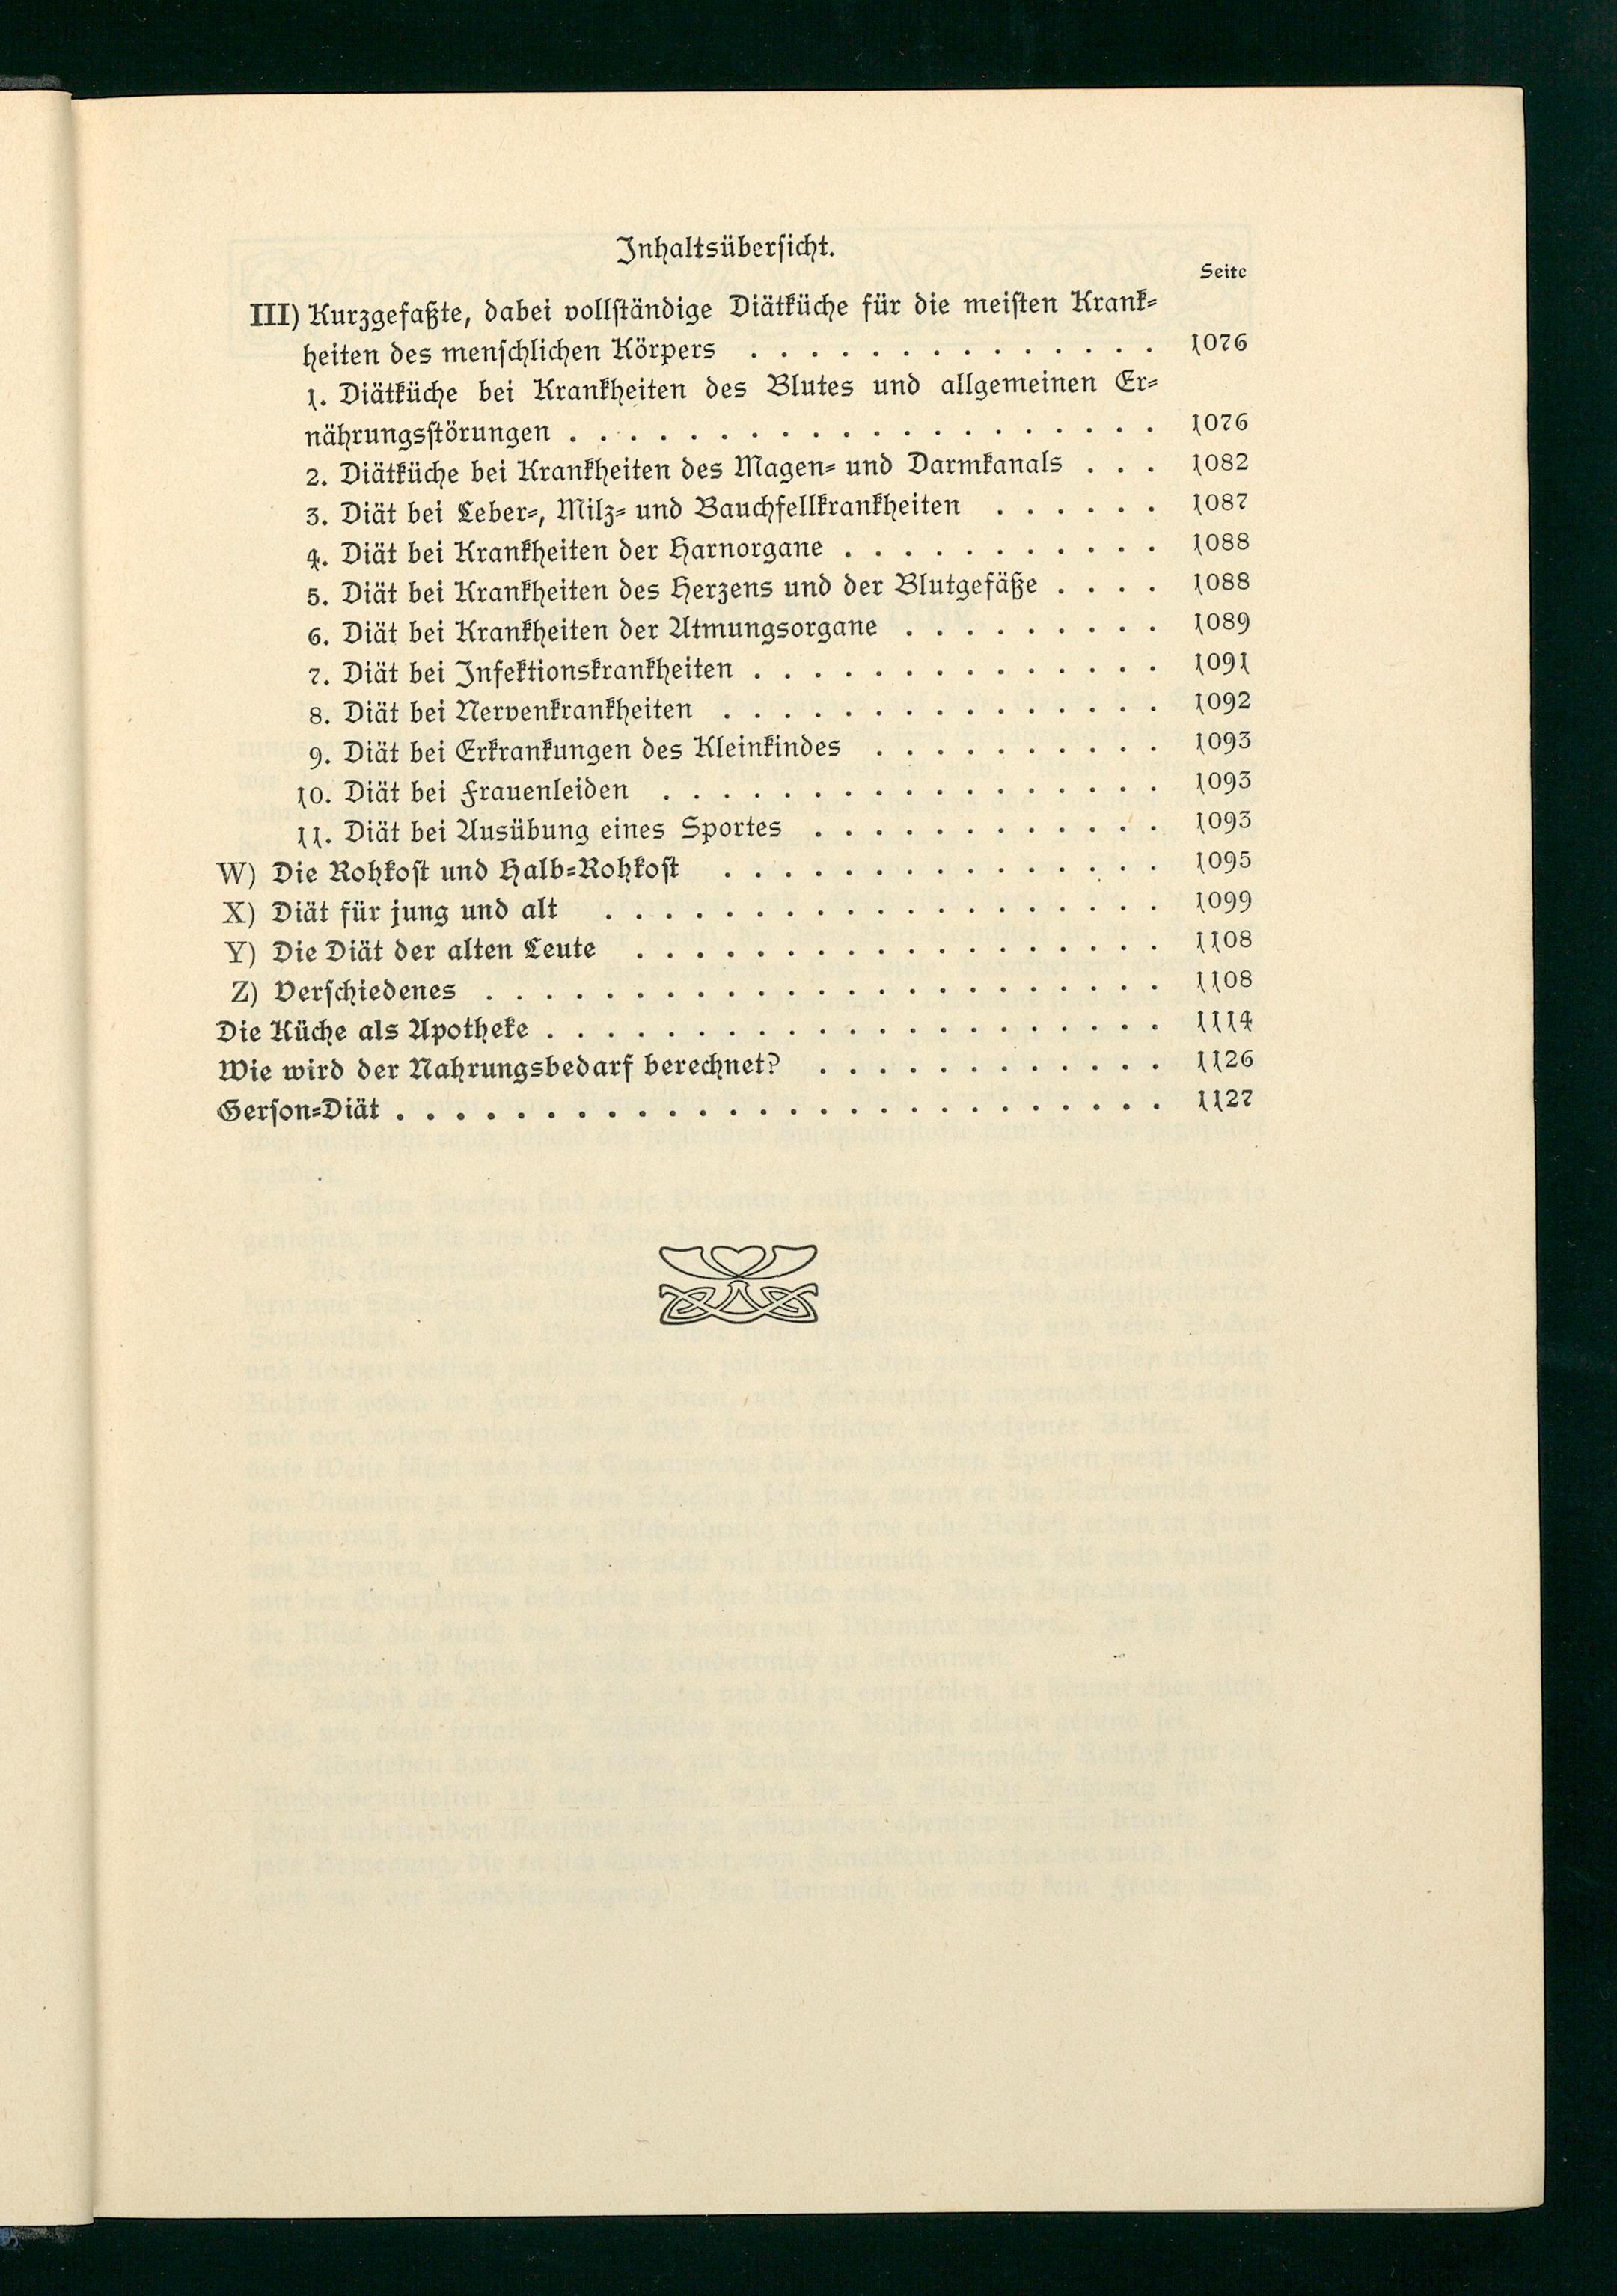 Inhaltsübersicht.
Seite
III) Kurzgefaßte, dabei vollständige Diätküche für die meisten Krank-
heiten des menschlichen Körpers . . . . . . . . . . . . . . 1076
1. Diätküche bei Krankheiten des Blutes und allgemeinen Er-
nährungsstörungen . . . . . . . . . . . . . . . . . . . . 1076
2. Diätküche bei Krankheiten des Magen- und Darmkanals . . . 1082
3. Diät bei Leber-, Milz- und Bauchfellkrankheiten . . . . . . 1087
4. Diät bei Krankheiten der Harnorgane . . . . . . . . . . . 1088
5. Diät bei Krankheiten des Herzens und der Blutgefäße . . . . 1088
6. Diät bei Krankheiten der Atmungsorgane . . . . . . . . . 1089
7. Diät bei Infektionskrankheiten . . . . . . . . . . . . . . 1091
8. Diät bei Nervenkrankheiten . . . . . . . . . . . . . . . 1092
9. Diät bei Erkrankungen des Kleinkindes . . . . . . . . . . 1093
10. Diät bei Frauenleiden . . . . . . . . . . . . . . . . . 1093
11. Diät bei Ausübung eines Sportes . . . . . . . . . . . . 1093
W) Die Rohkost und Halb-Rohkost . . . . . . . . . . . . . . . 1095
X) Diät für jung und alt . . . . . . . . . . . . . . . . . . . 1099
Y) Die Diät der alten Leute . . . . . . . . . . . . . . . . . . 1108
Z) Verschiedenes . . . . . . . . . . . . . . . . . . . . . . . 1108
Die Küche als Apotheke . . . . . . . . . . . . . . . . . . . . . 1114
Wie wird der Nahrungsbedarf berechnet? . . . . . . . . . . . . 1126
Gerson-Diät . . . . . . . . . . . . . . . . . . . . . . . . . . 1127